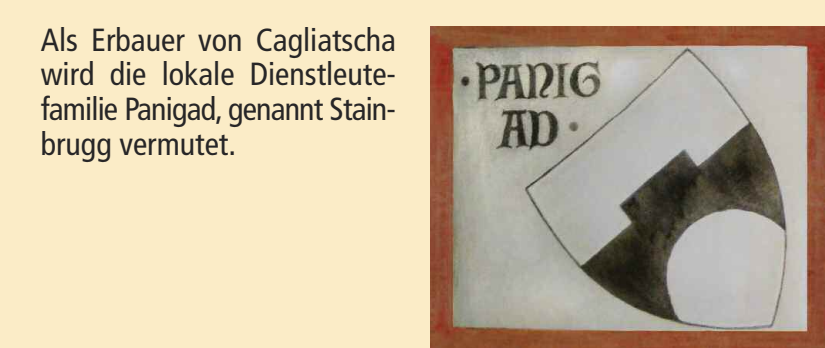 Als Erbauer von Cagliatscha
wird die lokale Dienstleute-
familie Panigad, genannt Stain-
brugg vermutet.
· PANIG
AD ·